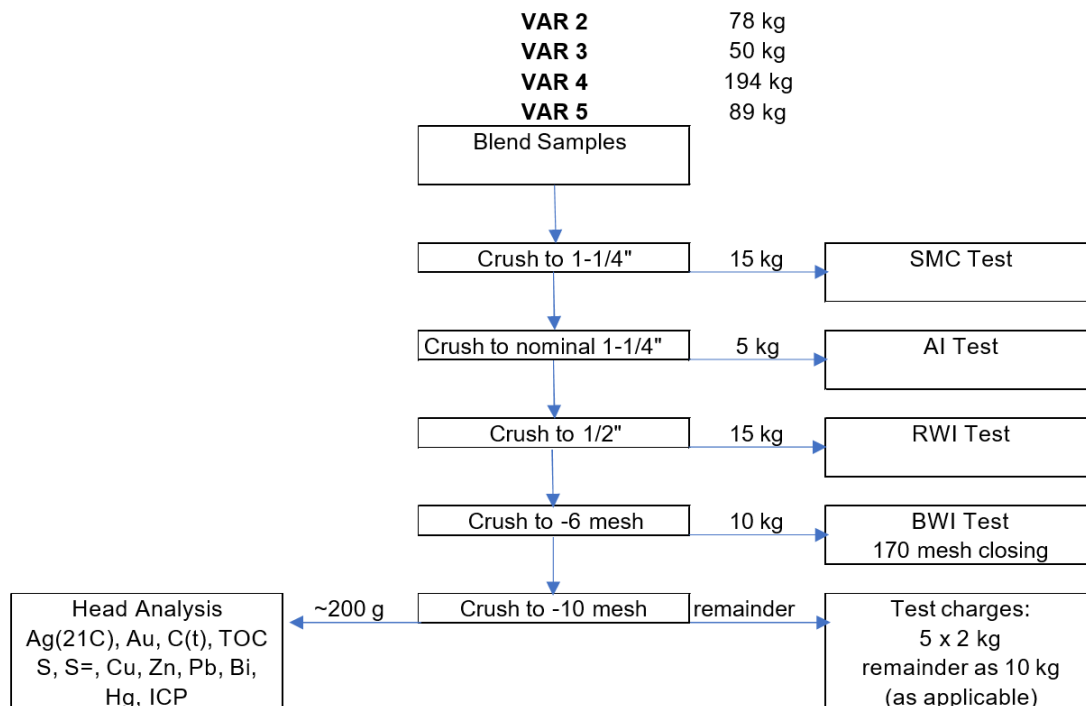 VAR 2 78 kg
VAR 3 50 kg
VAR 4 194 kg
VAR 5 89 kg
Blend Samples
Crush to 1-1/4" 15 kg SMC Test
Crush to nominal 1-1/4" 5 kg AI Test
Crush to 1/2" 15 kg RWI Test
Crush to -6 mesh 10 kg BWI Test
170 mesh closing
Head Analysis ~200 g Crush to -10 mesh remainder Test charges:
Ag(21C), Au, C(t), TOC 5 x 2 kg
S, S=, Cu, Zn, Pb, Bi, remainder as 10 kg
Hg, ICP (as applicable)